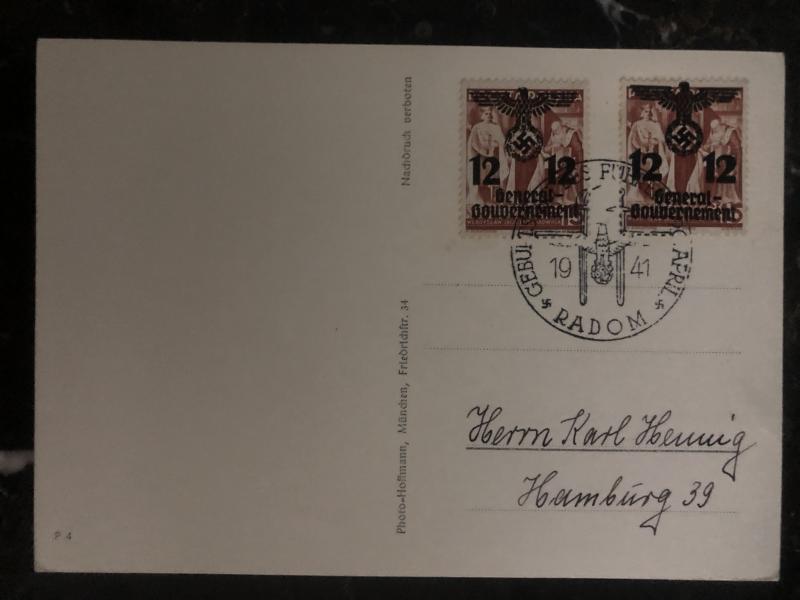 Nachdruck verboten
Photo-Hoffmann, München, Friedrichstr. 34
12 12
General-
Gouvernement
12 12
General-
Gouvernement
APRIL
19 41
RADOM
Herrn Karl Hennig
Hamburg 39
P 4